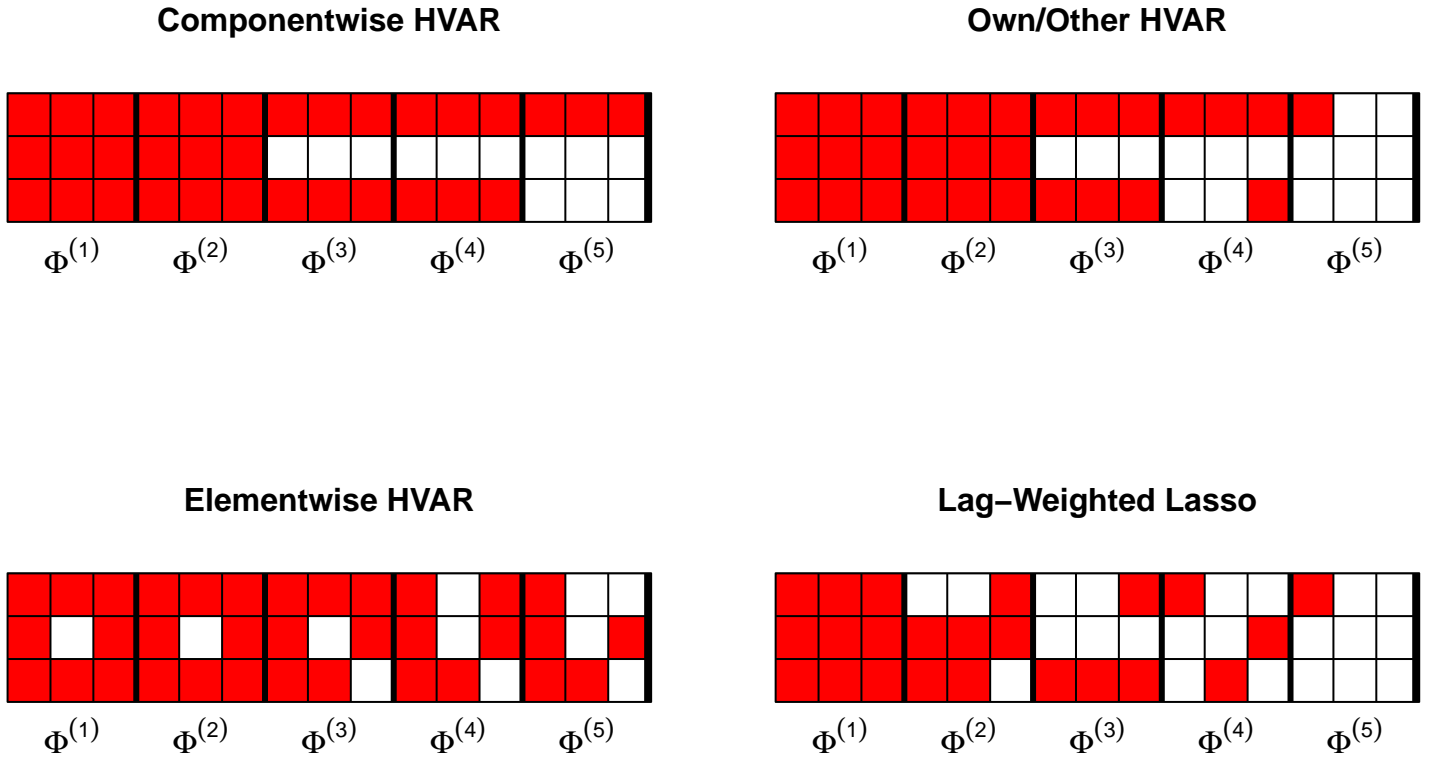 Componentwise HVAR
Own/Other HVAR
Φ(1) Φ(2) Φ(3) Φ(4) Φ(5)
Φ(1) Φ(2) Φ(3) Φ(4) Φ(5)
Elementwise HVAR
Lag−Weighted Lasso
Φ(1) Φ(2) Φ(3) Φ(4) Φ(5)
Φ(1) Φ(2) Φ(3) Φ(4) Φ(5)